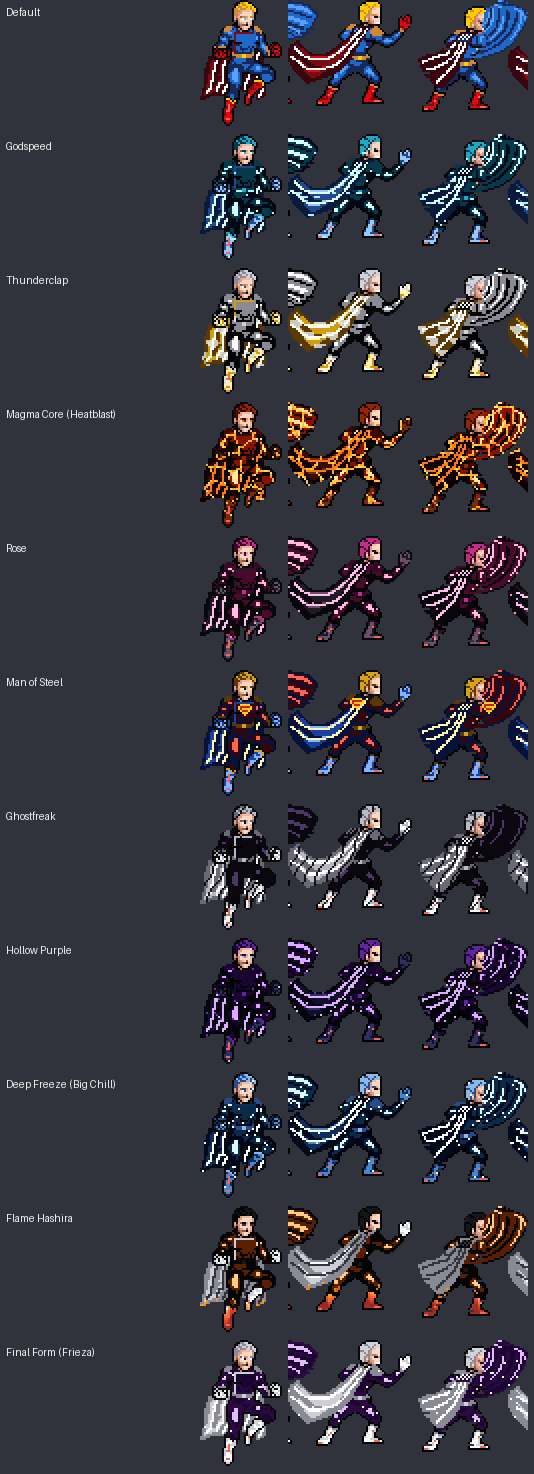 Default
Godspeed
Thunderclap
Magma Core (Heatblast)
Rose
Man of Steel
Ghostfreak
Hollow Purple
Deep Freeze (Big Chill)
Flame Hashira
Final Form (Frieza)